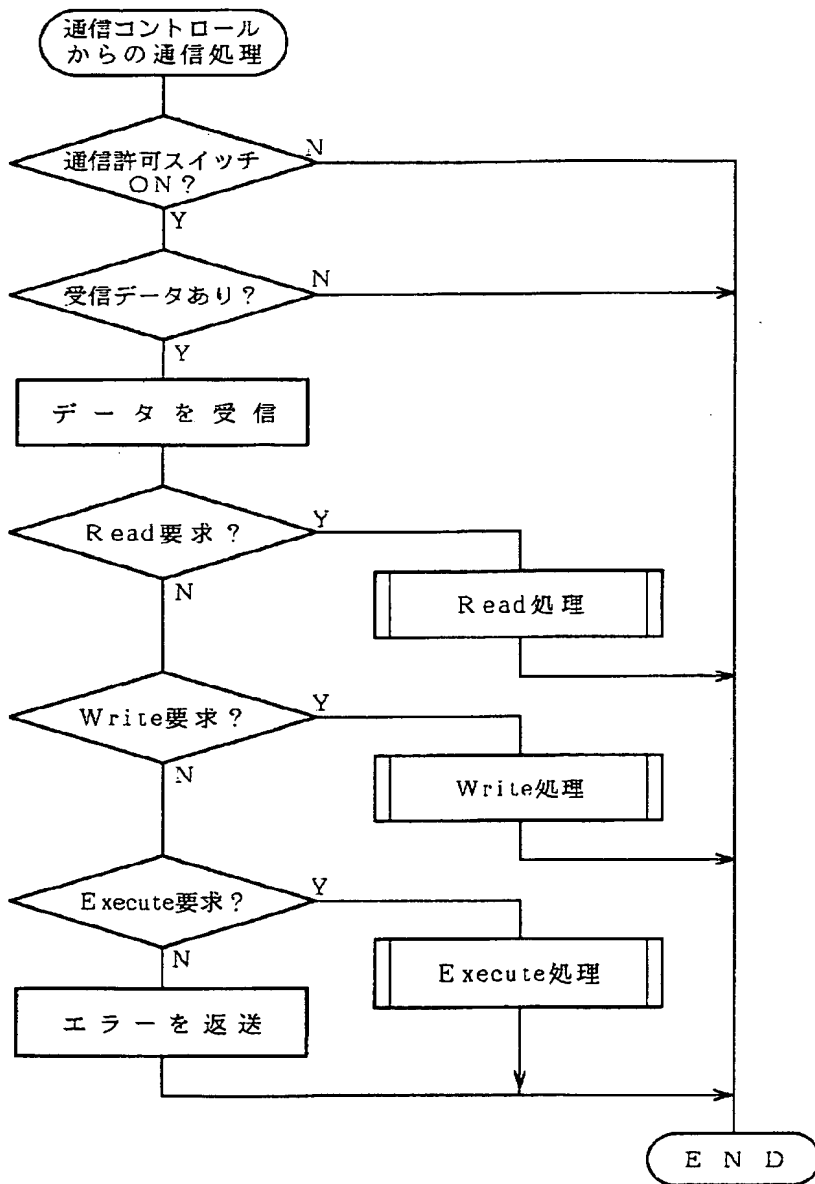 通信コントロール
からの通信処理
通信許可スイッチ
ON?
N
Y
受信データあり?
N
Y
データを受信
Read要求?
Y
N
Read処理
Write要求?
Y
N
Write処理
Execute要求?
Y
N
Execute処理
エラーを返送
END